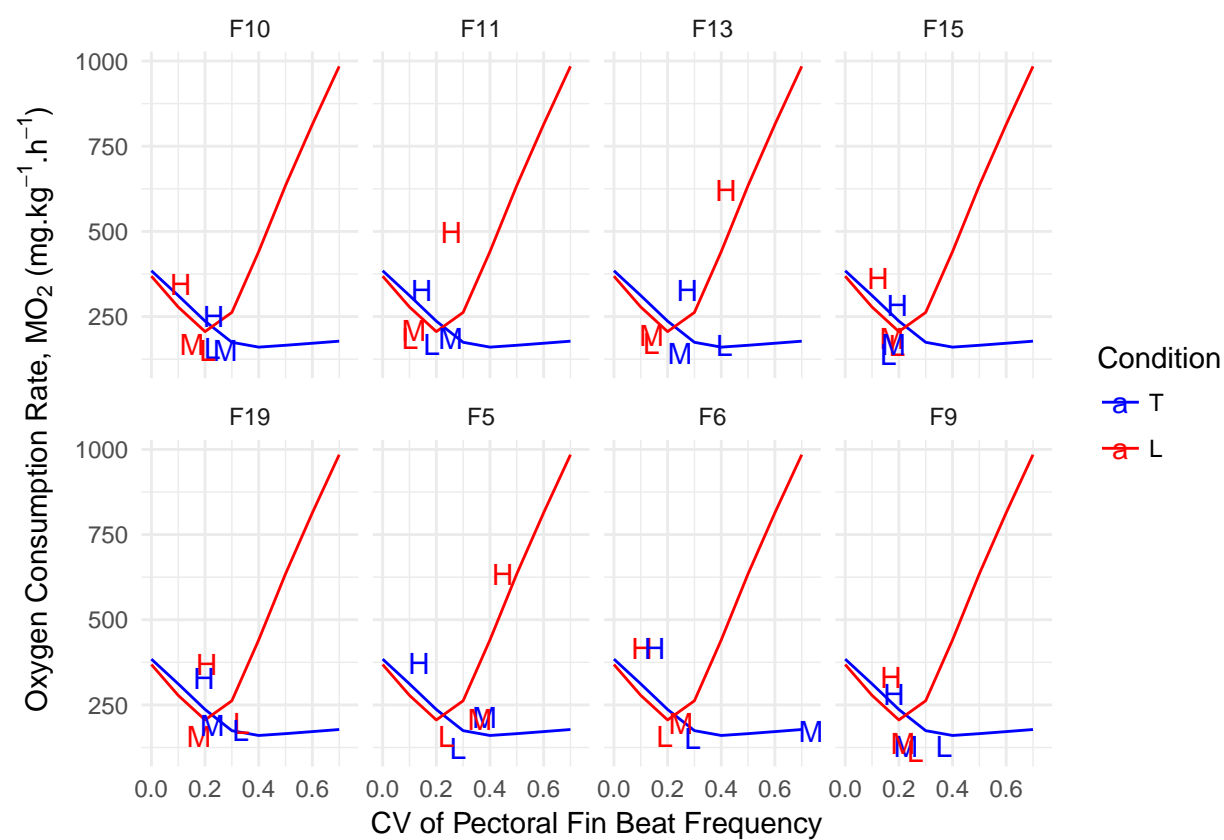 F10 F11 F13 F15
1000
750
500
250
H H M L M L
H H M L M L
H H M L M L
H H M L M L
F19 F5 F6 F9
1000
750
500
250
H H M M L L
H H M M L L
H H M M L L
H H M M L L
0.0 0.2 0.4 0.6 0.0 0.2 0.4 0.6 0.0 0.2 0.4 0.6 0.0 0.2 0.4 0.6
CV of Pectoral Fin Beat Frequency
Oxygen Consumption Rate, MO₂ (mg.kg⁻¹.h⁻¹)
Condition
a T
a L